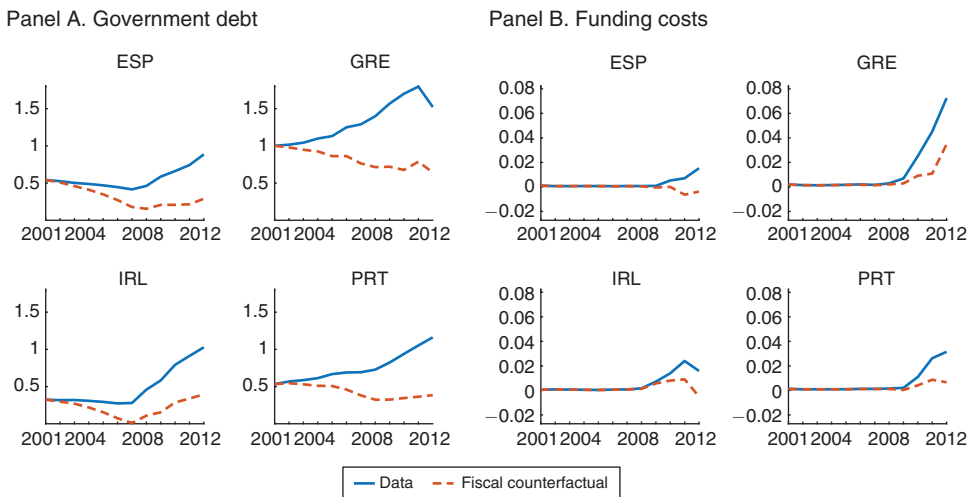 Panel A. Government debt
Panel B. Funding costs
ESP
1.5
1
0.5
2001 2004 2008 2012
GRE
1.5
1
0.5
2001 2004 2008 2012
ESP
0.08
0.06
0.04
0.02
0
−0.02
2001 2004 2008 2012
GRE
0.08
0.06
0.04
0.02
0
−0.02
2001 2004 2008 2012
IRL
1.5
1
0.5
2001 2004 2008 2012
PRT
1.5
1
0.5
2001 2004 2008 2012
IRL
0.08
0.06
0.04
0.02
0
−0.02
2001 2004 2008 2012
PRT
0.08
0.06
0.04
0.02
0
−0.02
2001 2004 2008 2012
Data Fiscal counterfactual